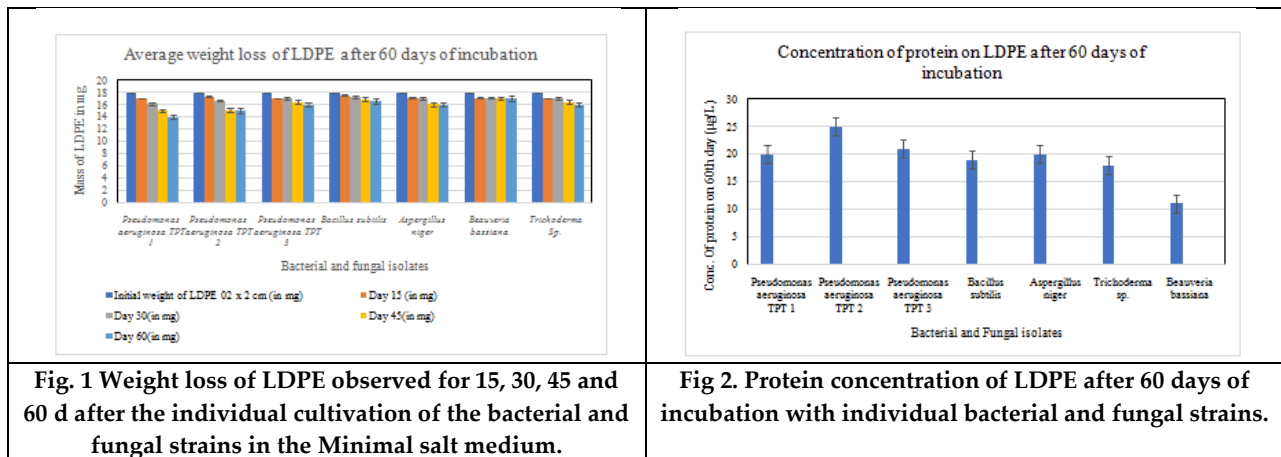 Average weight loss of LDPE after 60 days of incubation
Mass of LDPE in mg
20
18
16
14
12
10
8
6
4
2
0
Pseudomonas aeruginosa TPT 1
Pseudomonas aeruginosa TPT 2
Pseudomonas aeruginosa TPT 3
Bacillus subtilis
Aspergillus niger
Beauveria bassiana
Trichoderma Sp.
Bacterial and fungal isolates
Initial weight of LDPE 02 x 2 cm (in mg)
Day 15 (in mg)
Day 30(in mg)
Day 45(in mg)
Day 60(in mg)
Fig. 1 Weight loss of LDPE observed for 15, 30, 45 and
60 d after the individual cultivation of the bacterial and
fungal strains in the Minimal salt medium.
Concentration of protein on LDPE after 60 days of
incubation
Conc. Of protein on 60th day (µg/L)
30
25
20
15
10
5
0
Pseudomonas aeruginosa TPT 1
Pseudomonas aeruginosa TPT 2
Pseudomonas aeruginosa TPT 3
Bacillus subtilis
Aspergillus niger
Trichoderma sp.
Beauveria bassiana
Bacterial and Fungal isolates
Fig 2. Protein concentration of LDPE after 60 days of
incubation with individual bacterial and fungal strains.